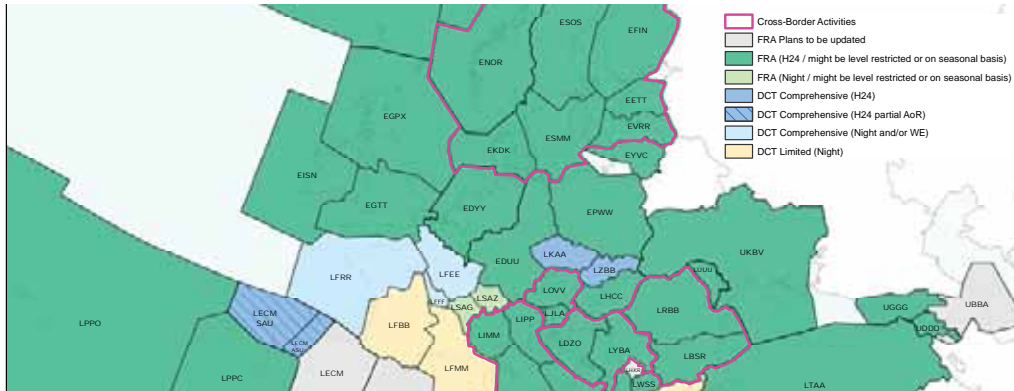 ESOS
EFIN
ENOR
EGPX
EETT
EVRR
ESMM
EKDK
EYVC
EISN
EGTT
EDYY
EPWW
UKBV
EDUU
LKAA
LZBB
LUUU
LFRR
LFEE
LFFF
LSAG
LSAZ
LOVV
LHCC
LRBB
UGGG
UBBA
UDDD
LPPO
LECM
SAU
LECM
ASU
LFBB
LIMM
LIPP
LJLA
LDZO
LYBA
LBSR
LPPC
LECM
LFMM
LWSS
LTAA
Cross-Border Activities
FRA Plans to be updated
FRA (H24 / might be level restricted or on seasonal basis)
FRA (Night / might be level restricted or on seasonal basis)
DCT Comprehensive (H24)
DCT Comprehensive (H24 partial AoR)
DCT Comprehensive (Night and/or WE)
DCT Limited (Night)